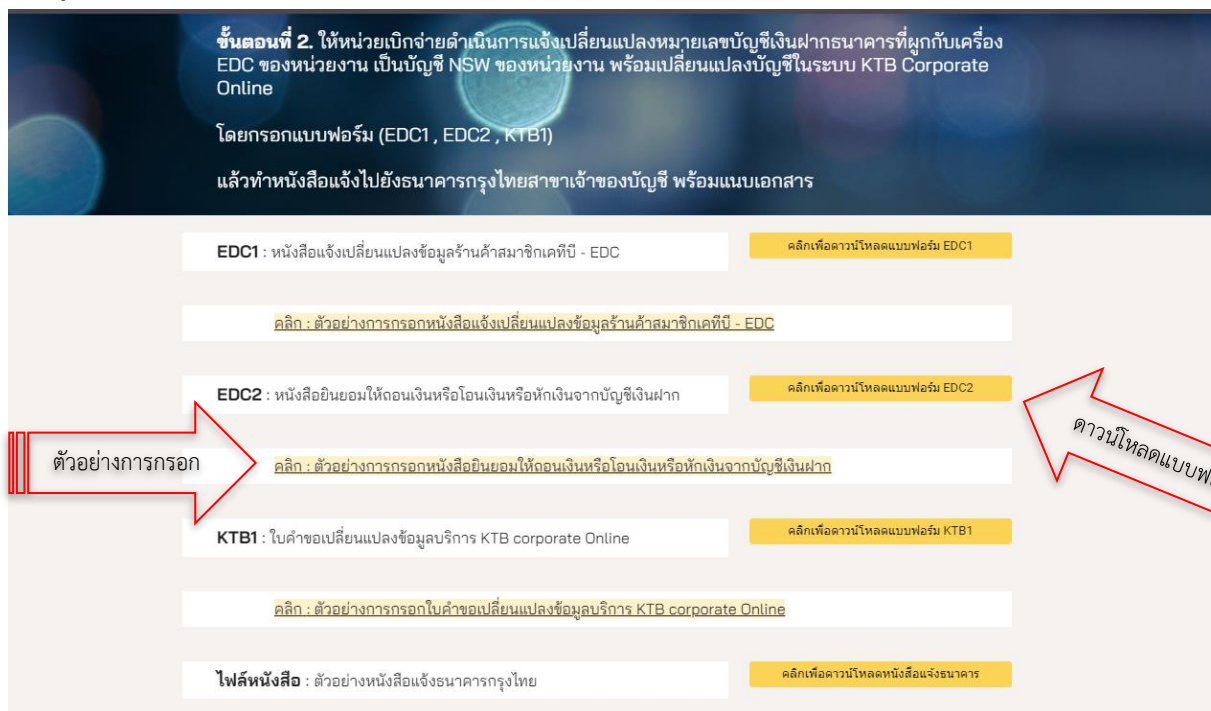 ขั้นตอนที่ 2. ให้หน่วยเบิกจ่ายดำเนินการแจ้งเปลี่ยนแปลงหมายเลขบัญชีเงินฝากธนาคารที่ผูกกับเครื่อง
EDC ของหน่วยงาน เป็นบัญชี NSW ของหน่วยงาน พร้อมเปลี่ยนแปลงบัญชีในระบบ KTB Corporate
Online
โดยกรอกแบบฟอร์ม (EDC1 , EDC2 , KTB1)
แล้วทำหนังสือแจ้งไปยังธนาคารกรุงไทยสาขาเจ้าของบัญชี พร้อมแนบเอกสาร
EDC1 : หนังสือแจ้งเปลี่ยนแปลงข้อมูลร้านค้าสมาชิกเคทีบี - EDC
คลิกเพื่อดาวน์โหลดแบบฟอร์ม EDC1
คลิก : ตัวอย่างการกรอกหนังสือแจ้งเปลี่ยนแปลงข้อมูลร้านค้าสมาชิกเคทีบี - EDC
EDC2 : หนังสือยินยอมให้ถอนเงินหรือโอนเงินหรือหักเงินจากบัญชีเงินฝาก
คลิกเพื่อดาวน์โหลดแบบฟอร์ม EDC2
ดาวน์โหลดแบบฟ
ตัวอย่างการกรอก
คลิก : ตัวอย่างการกรอกหนังสือยินยอมให้ถอนเงินหรือโอนเงินหรือหักเงินจากบัญชีเงินฝาก
KTB1 : ใบคำขอเปลี่ยนแปลงข้อมูลบริการ KTB corporate Online
คลิกเพื่อดาวน์โหลดแบบฟอร์ม KTB1
คลิก : ตัวอย่างการกรอกใบคำขอเปลี่ยนแปลงข้อมูลบริการ KTB corporate Online
ไฟล์หนังสือ : ตัวอย่างหนังสือแจ้งธนาคารกรุงไทย
คลิกเพื่อดาวน์โหลดหนังสือแจ้งธนาคาร